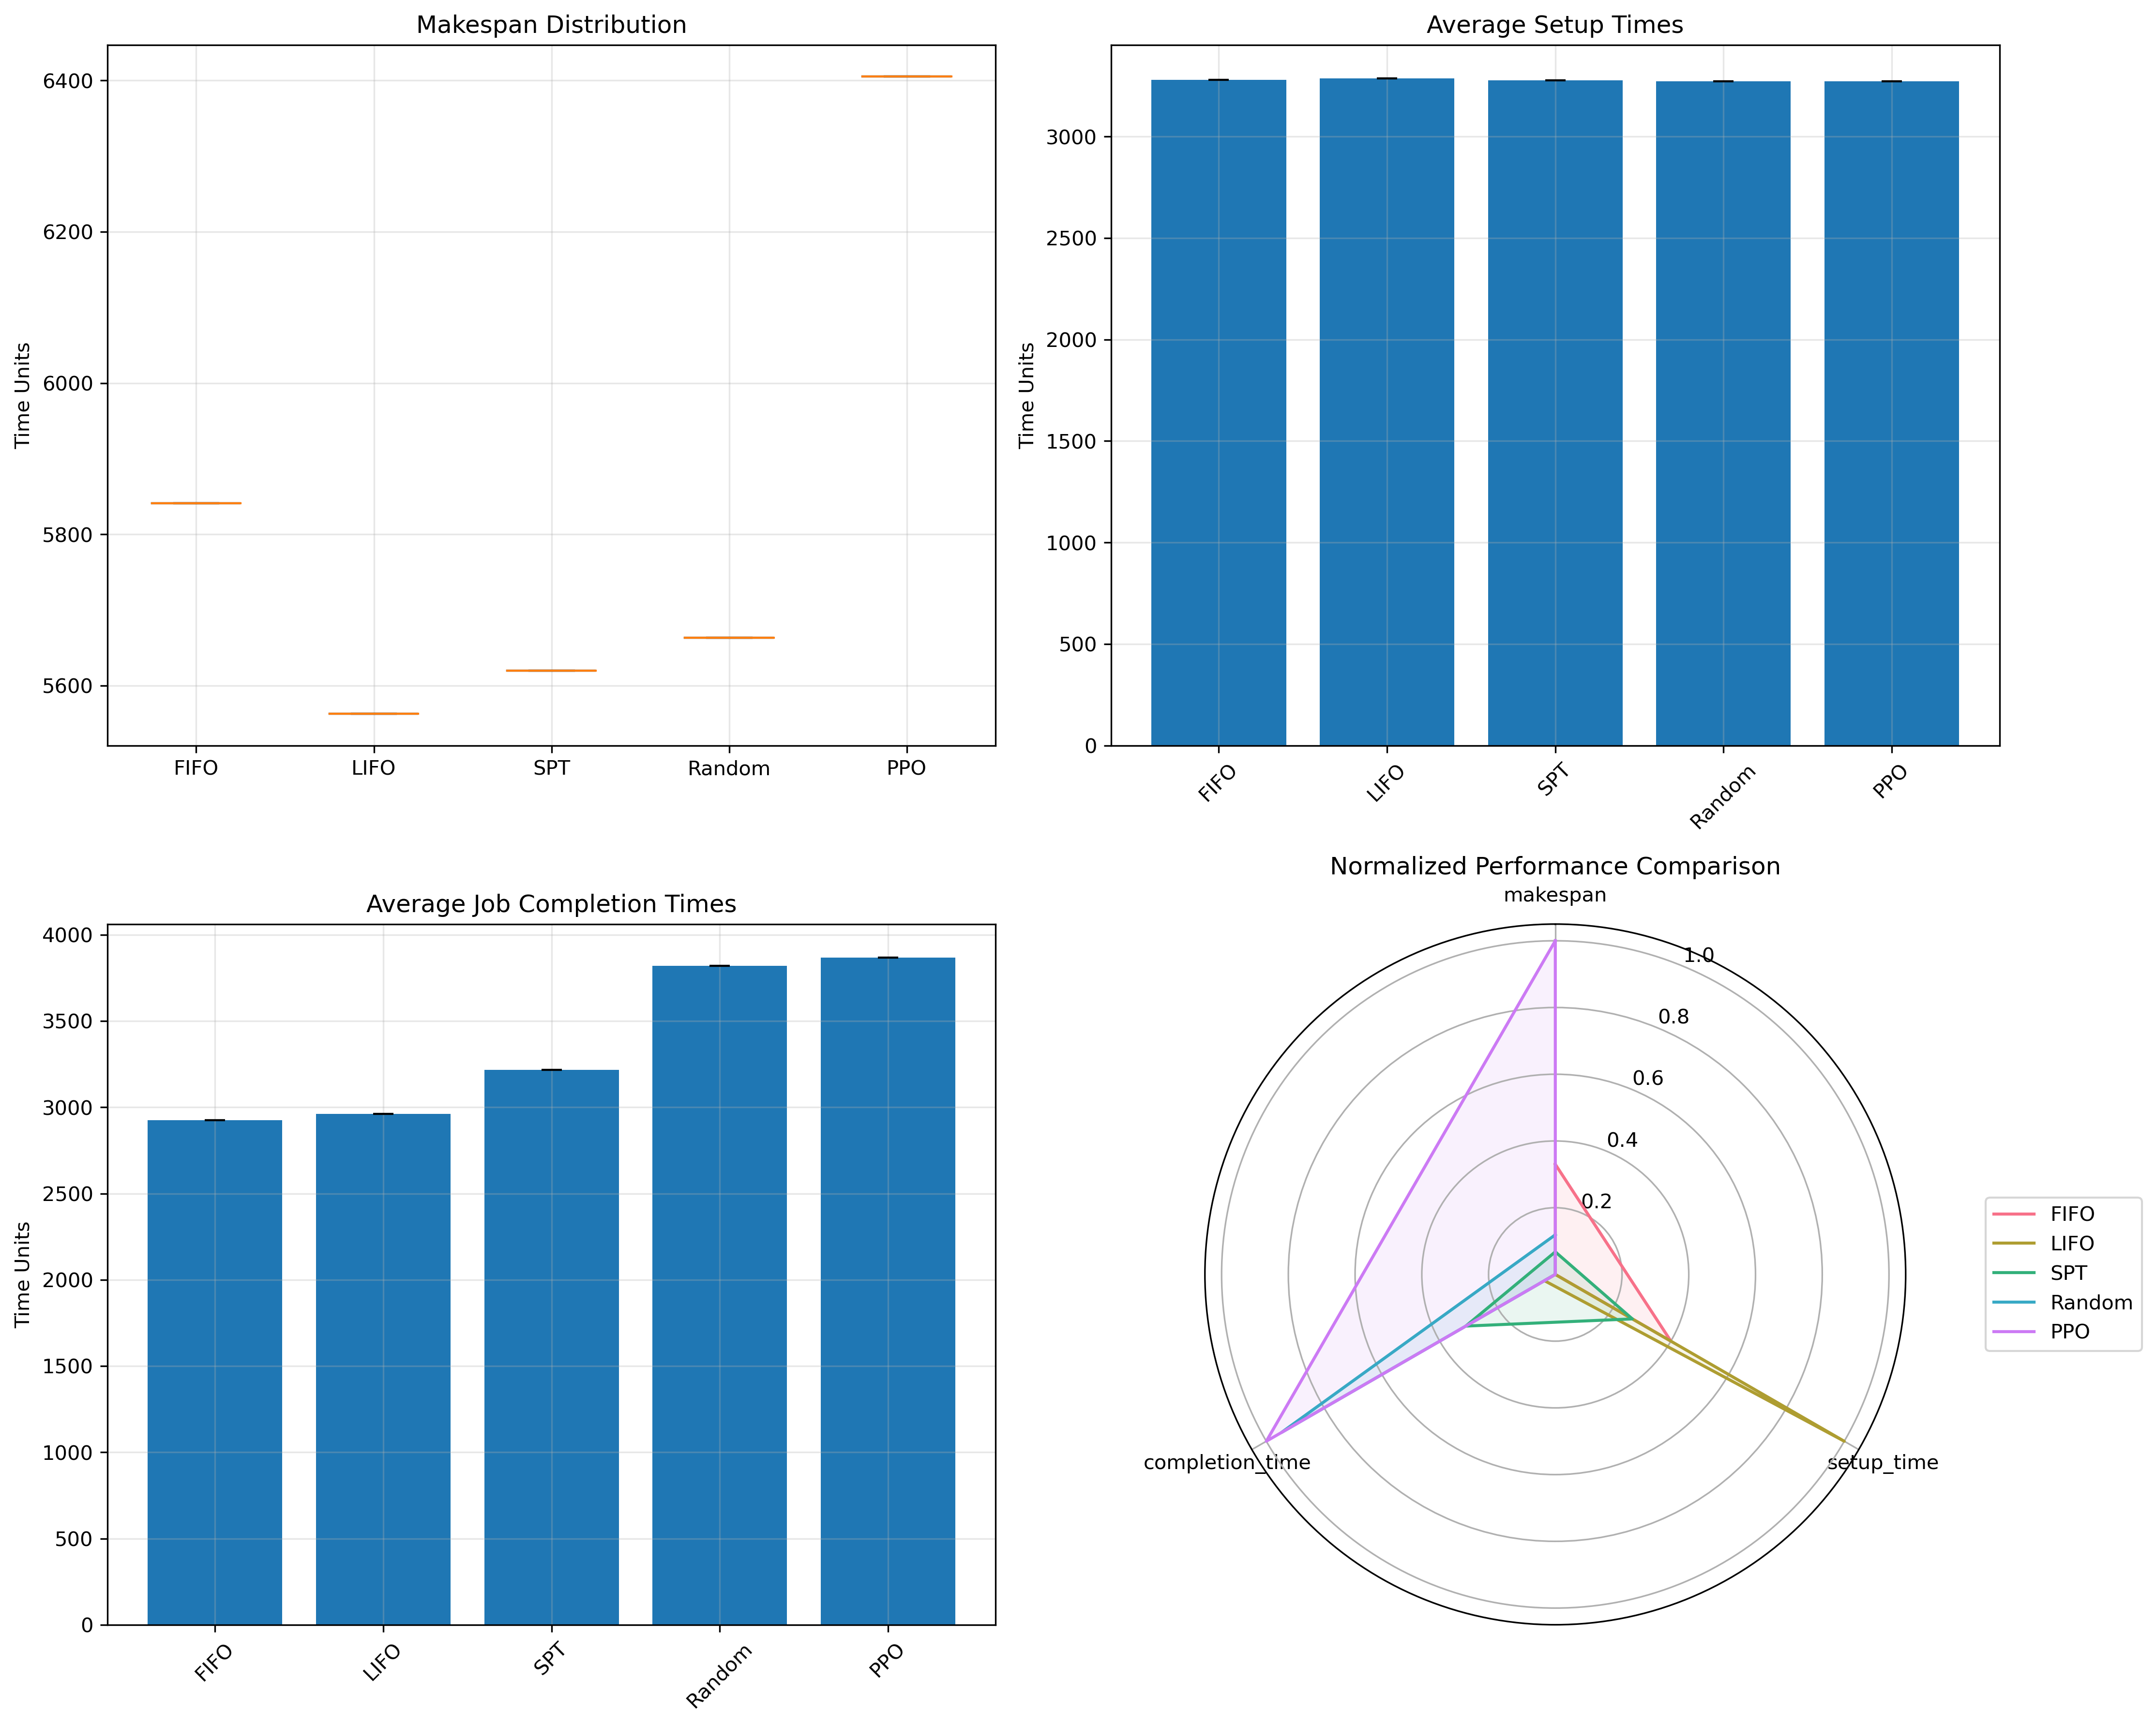 Makespan Distribution
Time Units
6400
6200
6000
5800
5600
FIFO LIFO SPT Random PPO
Average Setup Times
Time Units
3000
2500
2000
1500
1000
500
0
FIFO LIFO SPT Random PPO
Average Job Completion Times
Time Units
4000
3500
3000
2500
2000
1500
1000
500
0
FIFO LIFO SPT Random PPO
Normalized Performance Comparison
makespan
1.0
0.8
0.6
0.4
0.2
completion_time
setup_time
FIFO
LIFO
SPT
Random
PPO